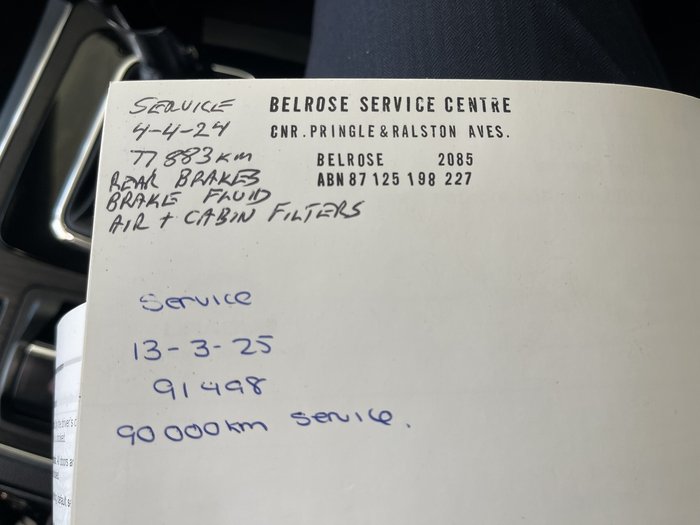 SERVICE
4-4-24
77883km
REAR BRAKES
BRAKE FLUID
AIR + CABIN FILTERS
BELROSE SERVICE CENTRE
CNR. PRINGLE & RALSTON AVES.
BELROSE 2085
ABN 87 125 198 227
Service
13-3-25
91498
90000km Service.